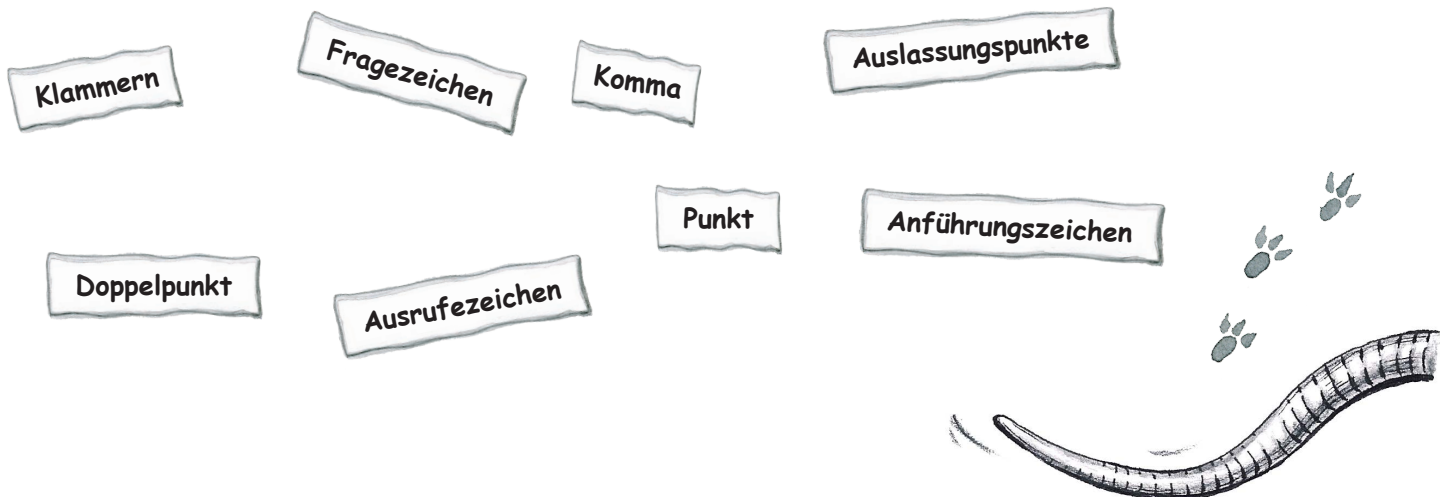 Klammern
Fragezeichen
Komma
Auslassungspunkte
Punkt
Anführungszeichen
Doppelpunkt
Ausrufezeichen